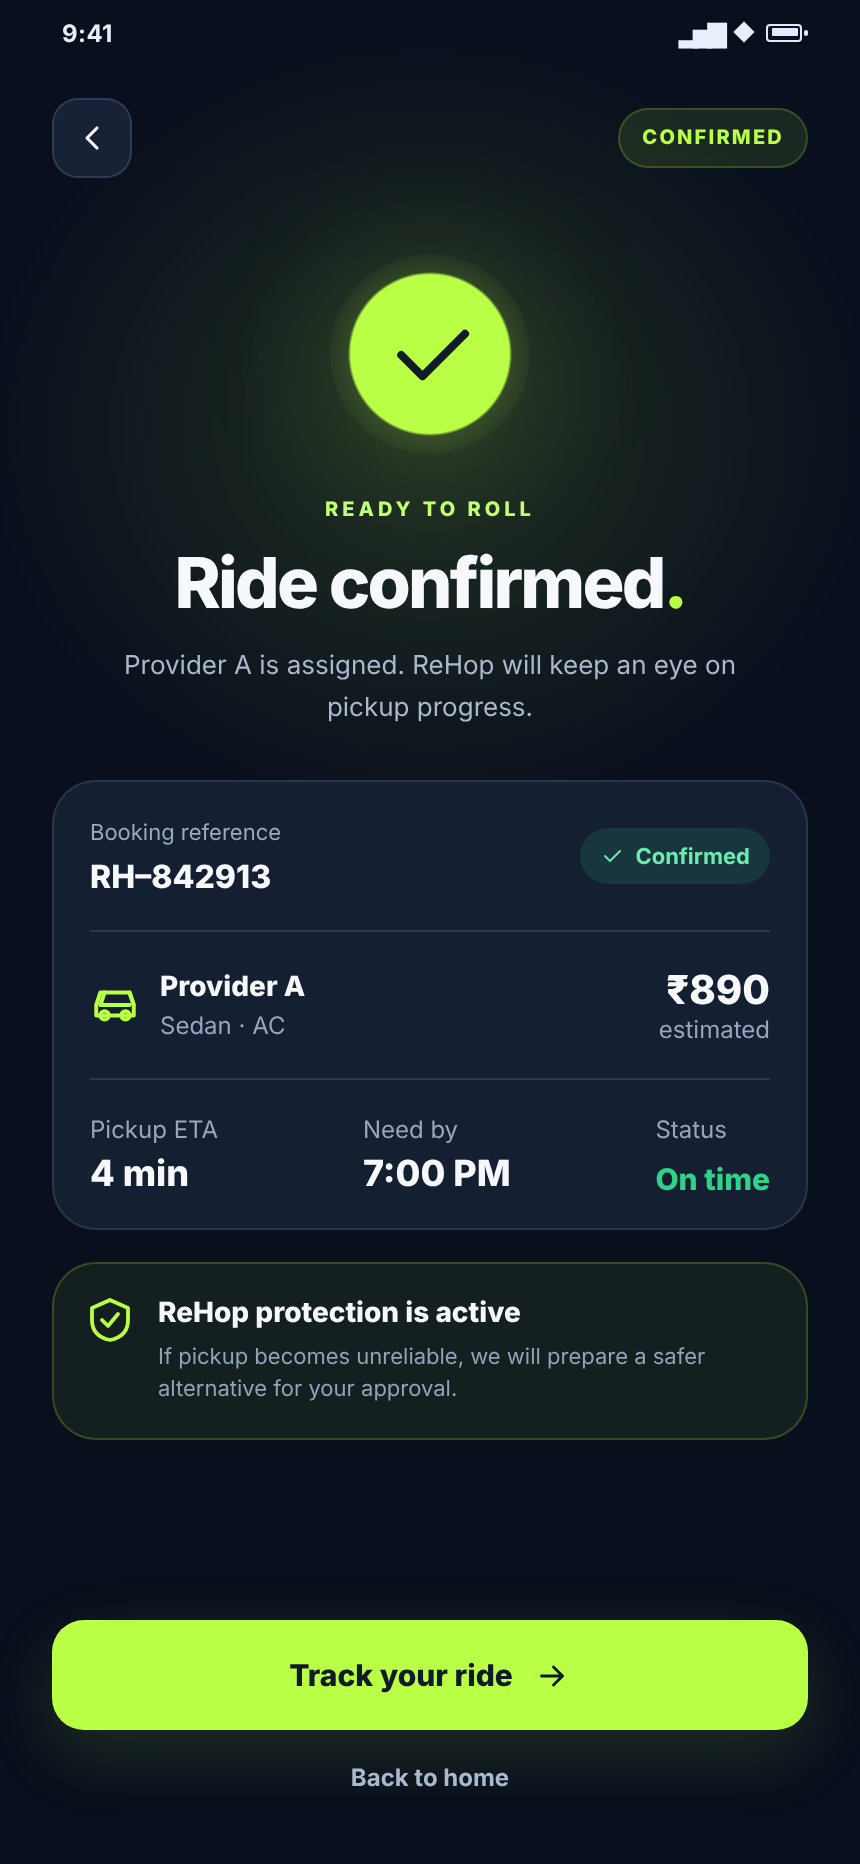 9:41
CONFIRMED
READY TO ROLL
Ride confirmed.
Provider A is assigned. ReHop will keep an eye on
pickup progress.
Booking reference
RH–842913
Confirmed
Provider A
Sedan · AC
₹890
estimated
Pickup ETA
4 min
Need by
7:00 PM
Status
On time
ReHop protection is active
If pickup becomes unreliable, we will prepare a safer
alternative for your approval.
Track your ride →
Back to home